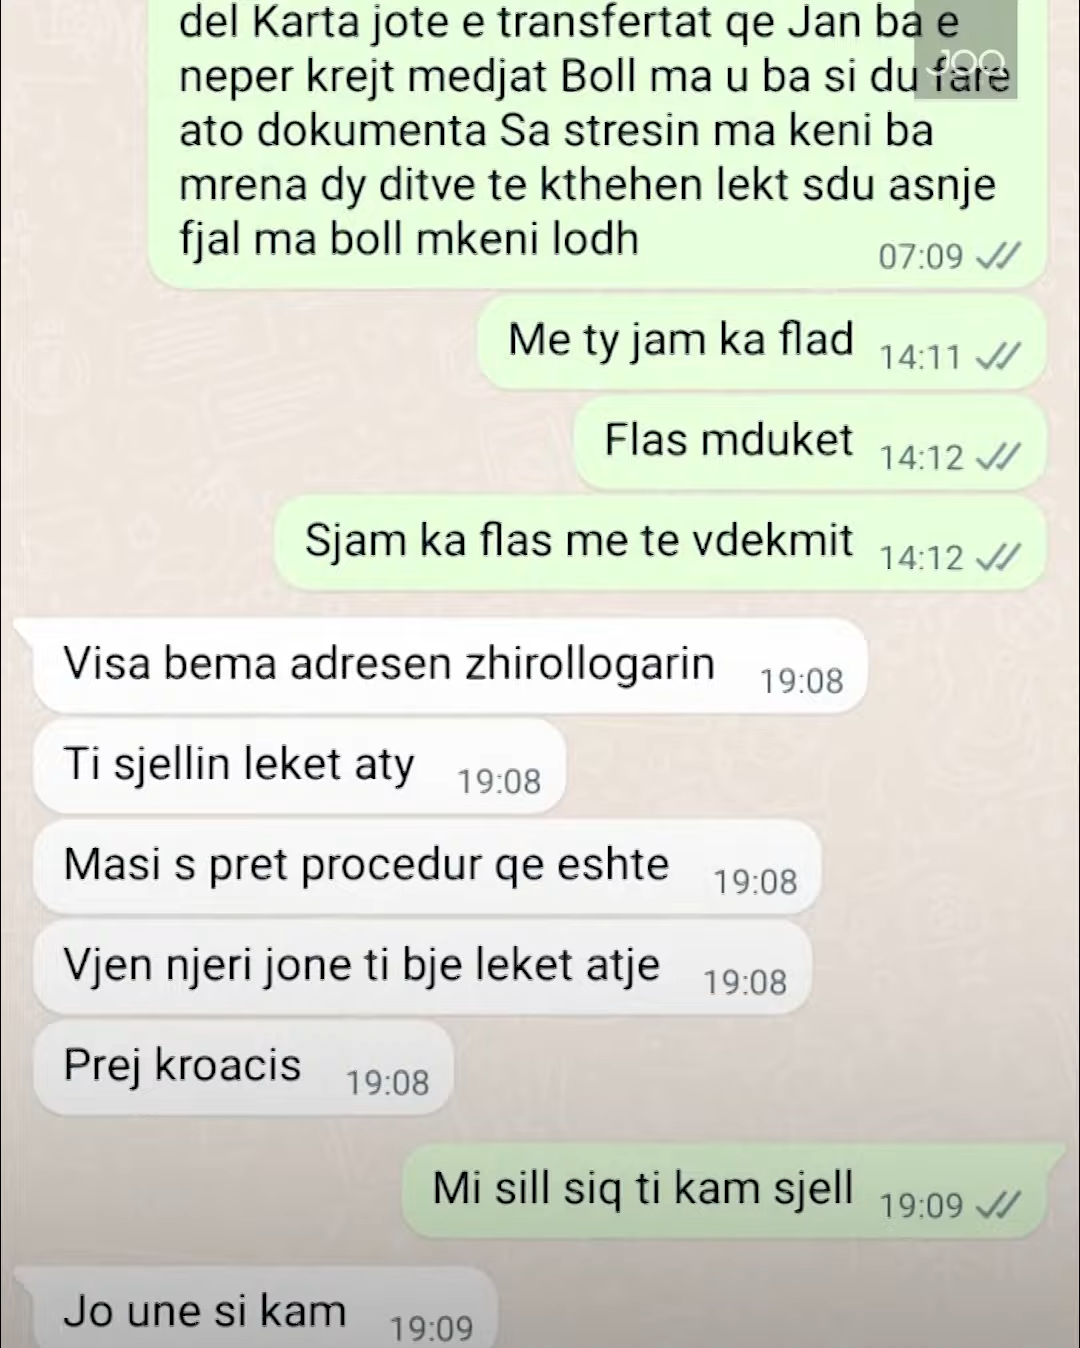 del Karta jote e transfertat qe Jan ba e
JOQ
neper krejt medjat Boll ma u ba si du fare
ato dokumenta Sa stresin ma keni ba
mrena dy ditve te kthehen lekt sdu asnje
fjal ma boll mkeni lodh
07:09
Me ty jam ka flad 14:11
Flas mduket 14:12
Sjam ka flas me te vdekmit 14:12
Visa bema adresen zhirollogarin 19:08
Ti sjellin leket aty 19:08
Masi s pret procedur qe eshte 19:08
Vjen njeri jone ti bje leket atje 19:08
Prej kroacis 19:08
Mi sill siq ti kam sjell 19:09
Jo une si kam 19:09